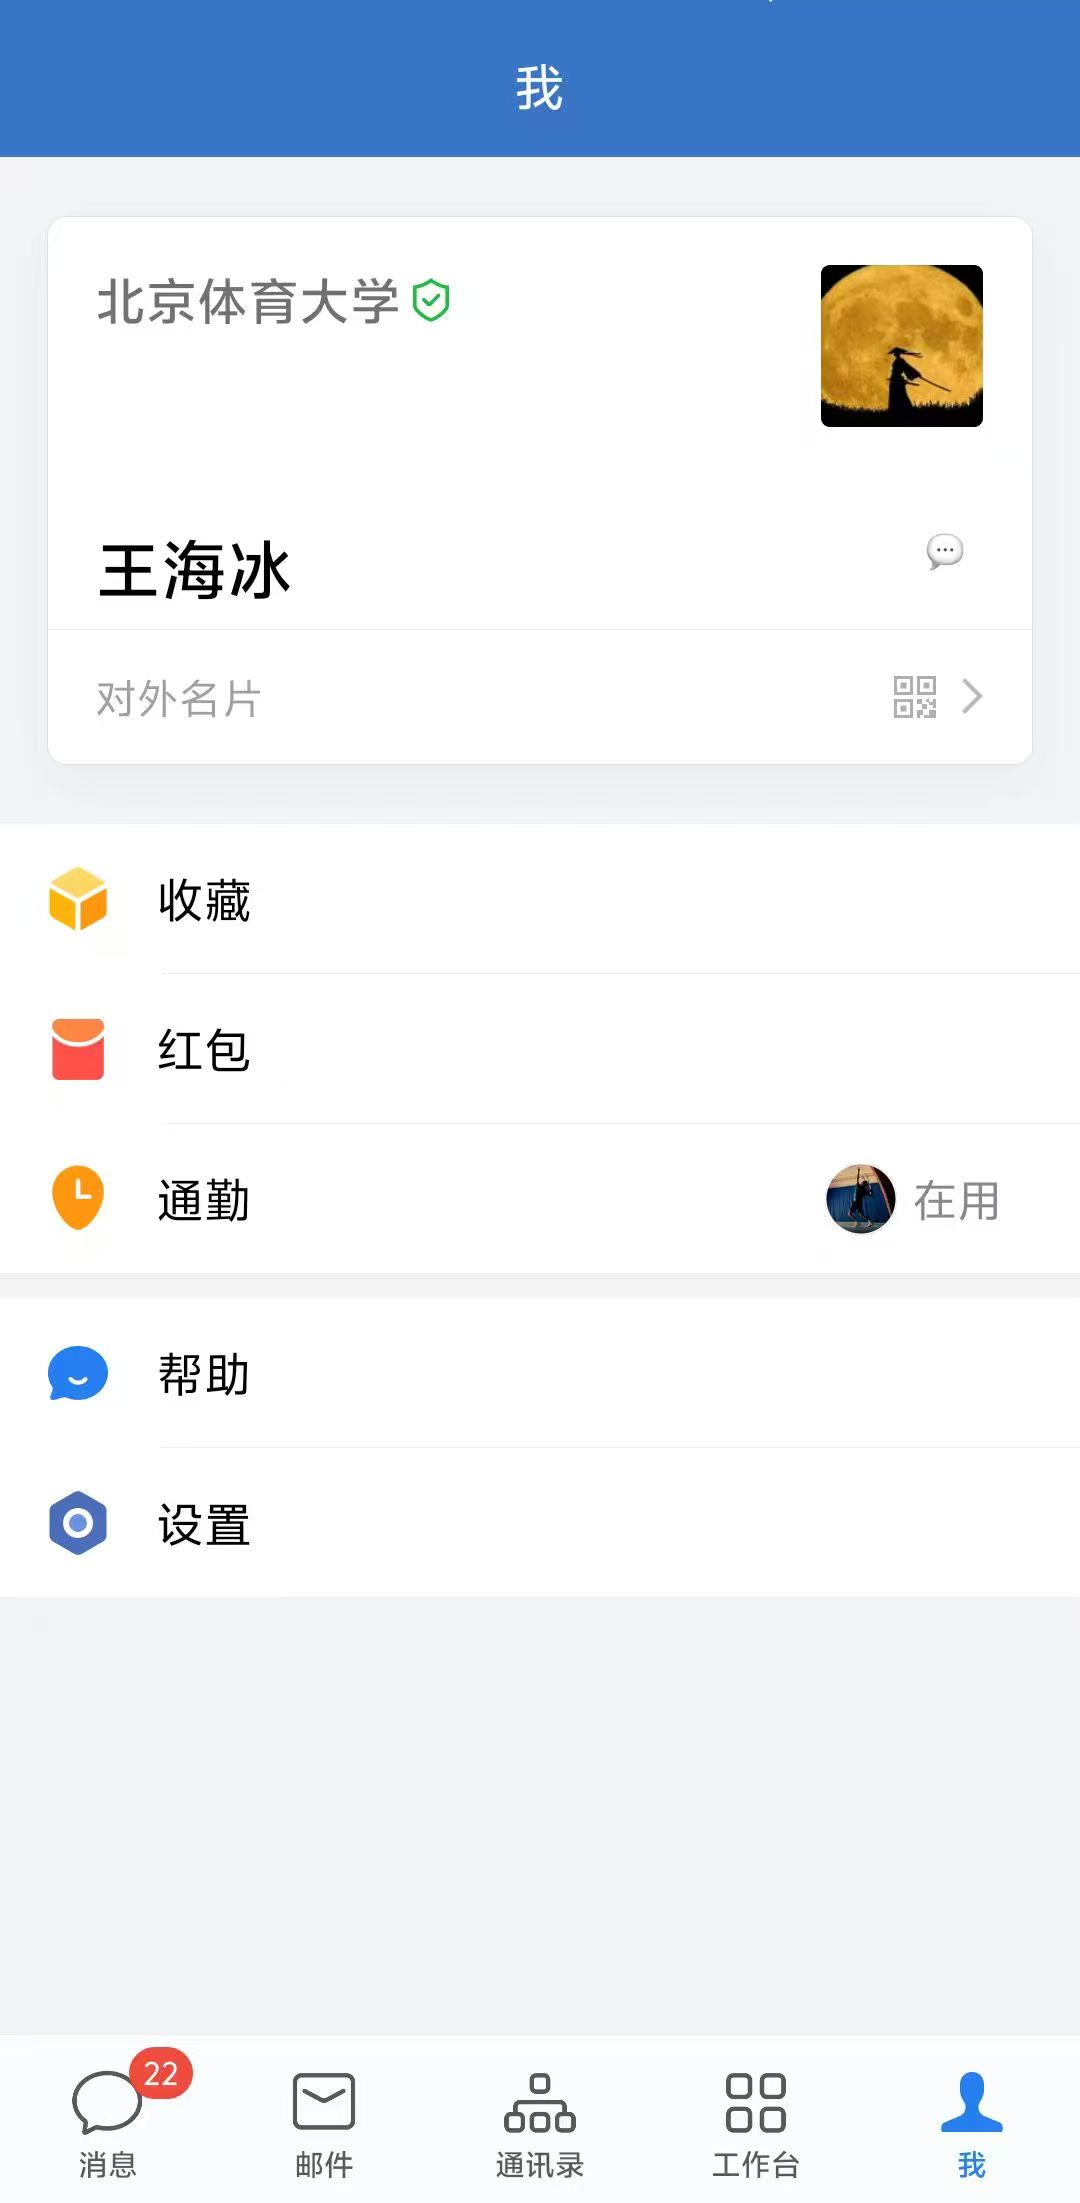 我
北京体育大学
王海冰
对外名片
收藏
红包
通勤 在用
帮助
设置
22
消息 邮件 通讯录 工作台 我